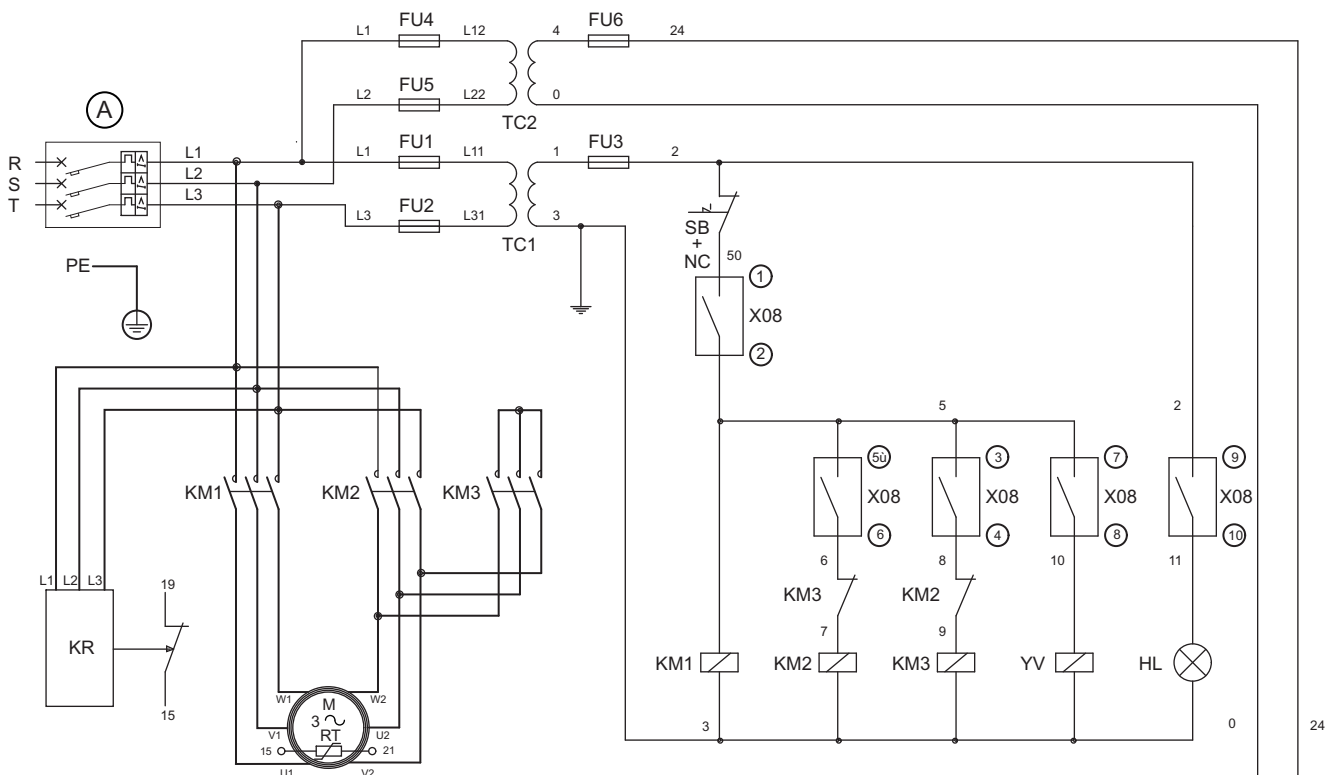 L1 FU4 L12 4 FU6 24
A
L2 FU5 L22 0
TC2
R L1 L1 FU1 L11 1 FU3 2
S L2
T L3 L3 FU2 L31 3
TC1
SB
+
NC 50
PE
1
X08
2
5 2
5ù 3 7 9
KM1 KM2 KM3 X08 X08 X08 X08
6 4 8 10
6 8 10 11
L1 L2 L3 19
KM3 KM2
7 9
KR
KM1 KM2 KM3 YV HL
15
W1 M W2
3
V1 RT U2
15 21
U1 V2
3 0 24